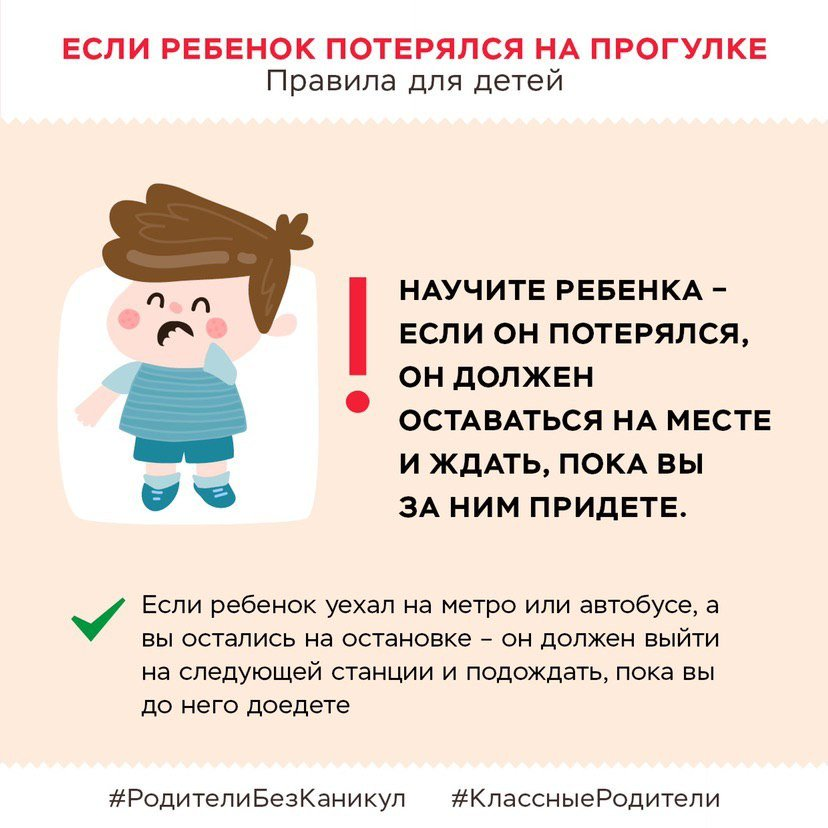 ЕСЛИ РЕБЕНОК ПОТЕРЯЛСЯ НА ПРОГУЛКЕ
Правила для детей
НАУЧИТЕ РЕБЕНКА –
ЕСЛИ ОН ПОТЕРЯЛСЯ,
ОН ДОЛЖЕН
ОСТАВАТЬСЯ НА МЕСТЕ
И ЖДАТЬ, ПОКА ВЫ
ЗА НИМ ПРИДЕТЕ.
Если ребенок уехал на метро или автобусе, а
вы остались на остановке – он должен выйти
на следующей станции и подождать, пока вы
до него доедете
#РодителиБезКаникул #КлассныеРодители